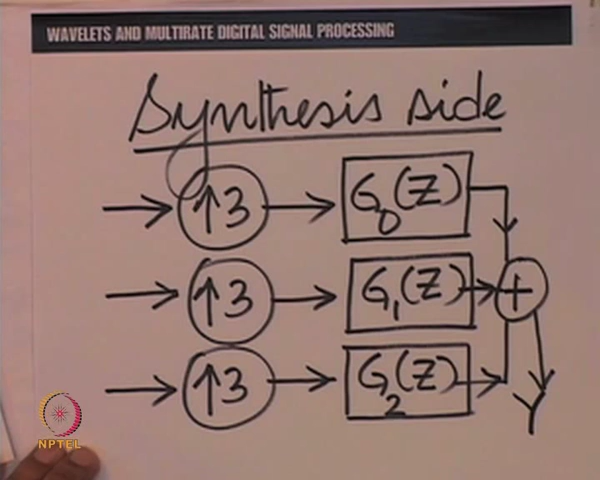 WAVELETS AND MULTIRATE DIGITAL SIGNAL PROCESSING
Synthesis side
↑3 G₀(Z)
↑3 G₁(Z) +
↑3 G₂(Z)
Y
NPTEL